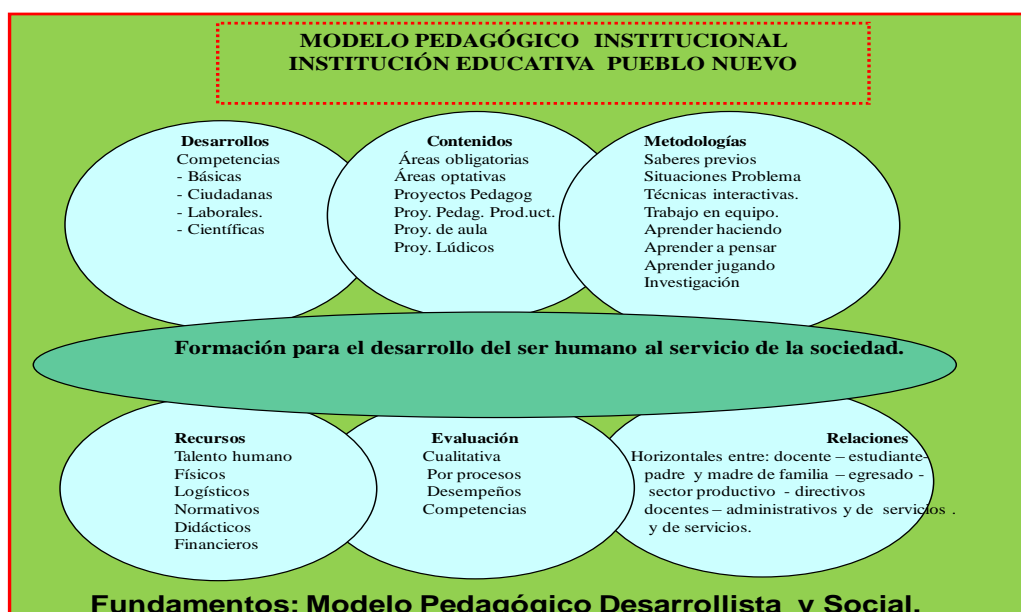 MODELO PEDAGÓGICO INSTITUCIONAL
INSTITUCIÓN EDUCATIVA PUEBLO NUEVO
Desarrollos
Competencias
- Básicas
- Ciudadanas
- Laborales.
- Científicas
Contenidos
Áreas obligatorias
Áreas optativas
Proyectos Pedagog
Proy. Pedag. Prod.uct.
Proy. de aula
Proy. Lúdicos
Metodologías
Saberes previos
Situaciones Problema
Técnicas interactivas.
Trabajo en equipo.
Aprender haciendo
Aprender a pensar
Aprender jugando
Investigación
Formación para el desarrollo del ser humano al servicio de la sociedad.
Recursos
Talento humano
Físicos
Logísticos
Normativos
Didácticos
Financieros
Evaluación
Cualitativa
Por procesos
Desempeños
Competencias
Relaciones
Horizontales entre: docente – estudiante-
padre y madre de familia – egresado -
sector productivo - directivos
docentes – administrativos y de servicios .
y de servicios.
Fundamentos: Modelo Pedagógico Desarrollista y Social.